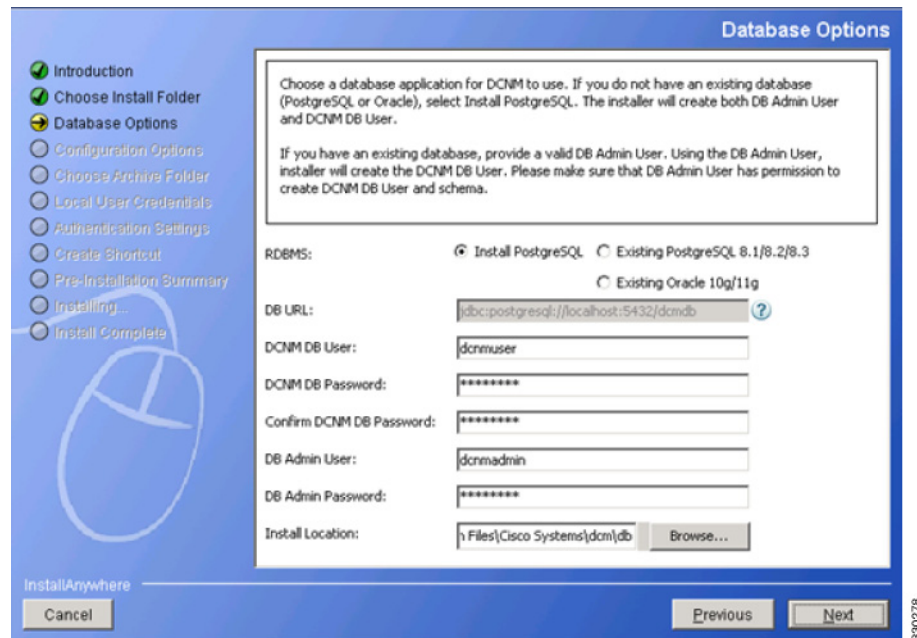 Database Options
Introduction
Choose Install Folder
Database Options
Configuration Options
Choose Archive Folder
Local User Credentials
Authentication Settings
Create Shortcut
Pre-Installation Summary
Installing...
Install Complete
Choose a database application for DCNM to use. If you do not have an existing database
(PostgreSQL or Oracle), select Install PostgreSQL. The installer will create both DB Admin User
and DCNM DB User.
If you have an existing database, provide a valid DB Admin User. Using the DB Admin User,
installer will create the DCNM DB User. Please make sure that DB Admin User has permission to
create DCNM DB User and schema.
RDBMS: Install PostgreSQL Existing PostgreSQL 8.1/8.2/8.3
Existing Oracle 10g/11g
DB URL: jdbc:postgresql://localhost:5432/dcmdb ?
DCNM DB User: dcnmuser
DCNM DB Password: ********
Confirm DCNM DB Password: ********
DB Admin User: dcnmadmin
DB Admin Password: ********
Install Location: n Files\Cisco Systems\dcm\db Browse...
InstallAnywhere
Cancel Previous Next